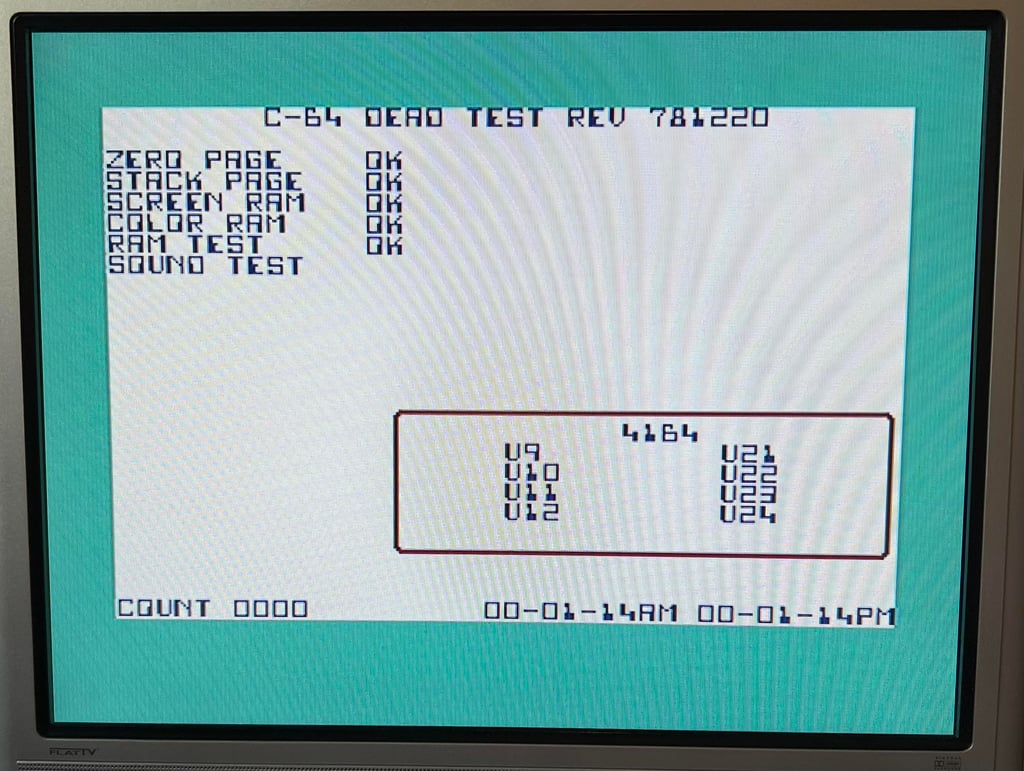 C-64 DEAD TEST REV 781220
ZERO PAGE OK
STACK PAGE OK
SCREEN RAM OK
COLOR RAM OK
RAM TEST OK
SOUND TEST
4164
U9 U21
U10 U22
U11 U23
U12 U24
COUNT 0000 00-01-14AM 00-01-14PM
FLATTV